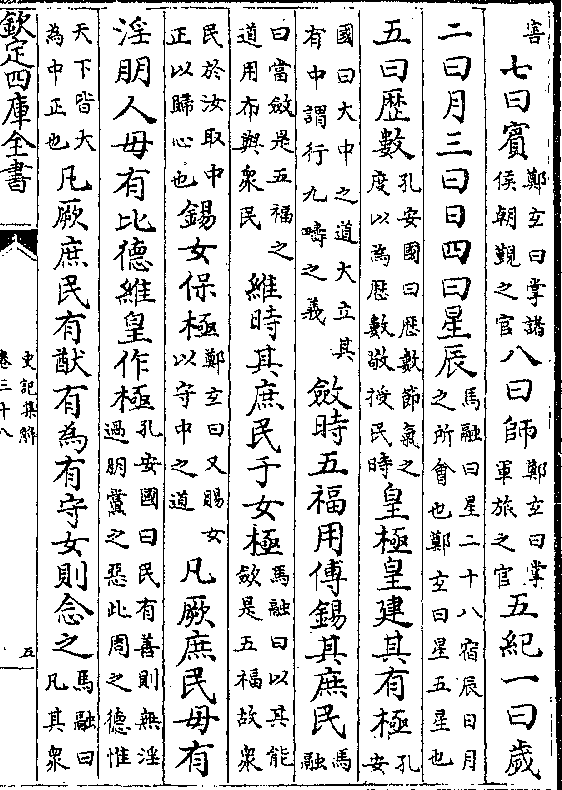 害七曰賓鄭玄曰掌諸侯朝覲之官八曰師鄭玄曰掌軍旅之官五紀一曰歲
二曰月三曰日四曰星辰馬融曰星二十八宿辰日月之所會也鄭玄曰星五星也
五曰歴數孔安國曰歴數節氣之度以為歴數敬授民時皇極皇建其有極孔安
國曰大中之道大立其有中謂行九疇之義斂時五福用傅錫其庶民馬融
曰當斂是五福之道用布與衆民維時其庶民于女極馬融曰以其能斂是五福故衆
民於汝取中正以歸心也錫女保極鄭玄曰又賜女以守中之道凡厥庶民毋有
淫朋人毋有比德維皇作極孔安國曰民有善則無淫過朋黨之惡此周之德惟
天下皆大為中正也凡厥庶民有猷有為有守女則念之馬融曰凡其衆
欽定四庫全書
史記集解
卷三十八
五